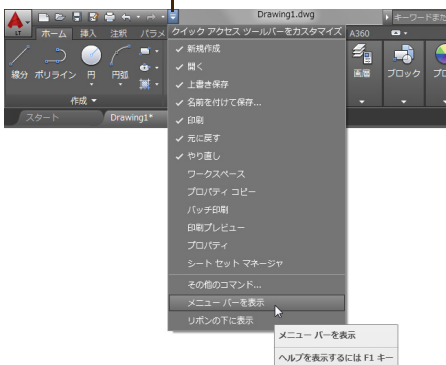 Drawing1.dwg
キーワードまた
LT
ホーム 挿入 注釈 パラメ
クイック アクセス ツールバーをカスタマイズ
A360
線分 ポリライン 円 円弧
画層 ブロック プロ
作成
スタート
Drawing1*
新規作成
開く
上書き保存
名前を付けて保存...
印刷
元に戻す
やり直し
ワークスペース
プロパティ コピー
バッチ印刷
印刷プレビュー
プロパティ
シート セット マネージャ
その他のコマンド...
メニュー バーを表示
リボンの下に表示
メニュー バーを表示
ヘルプを表示するには F1 キー